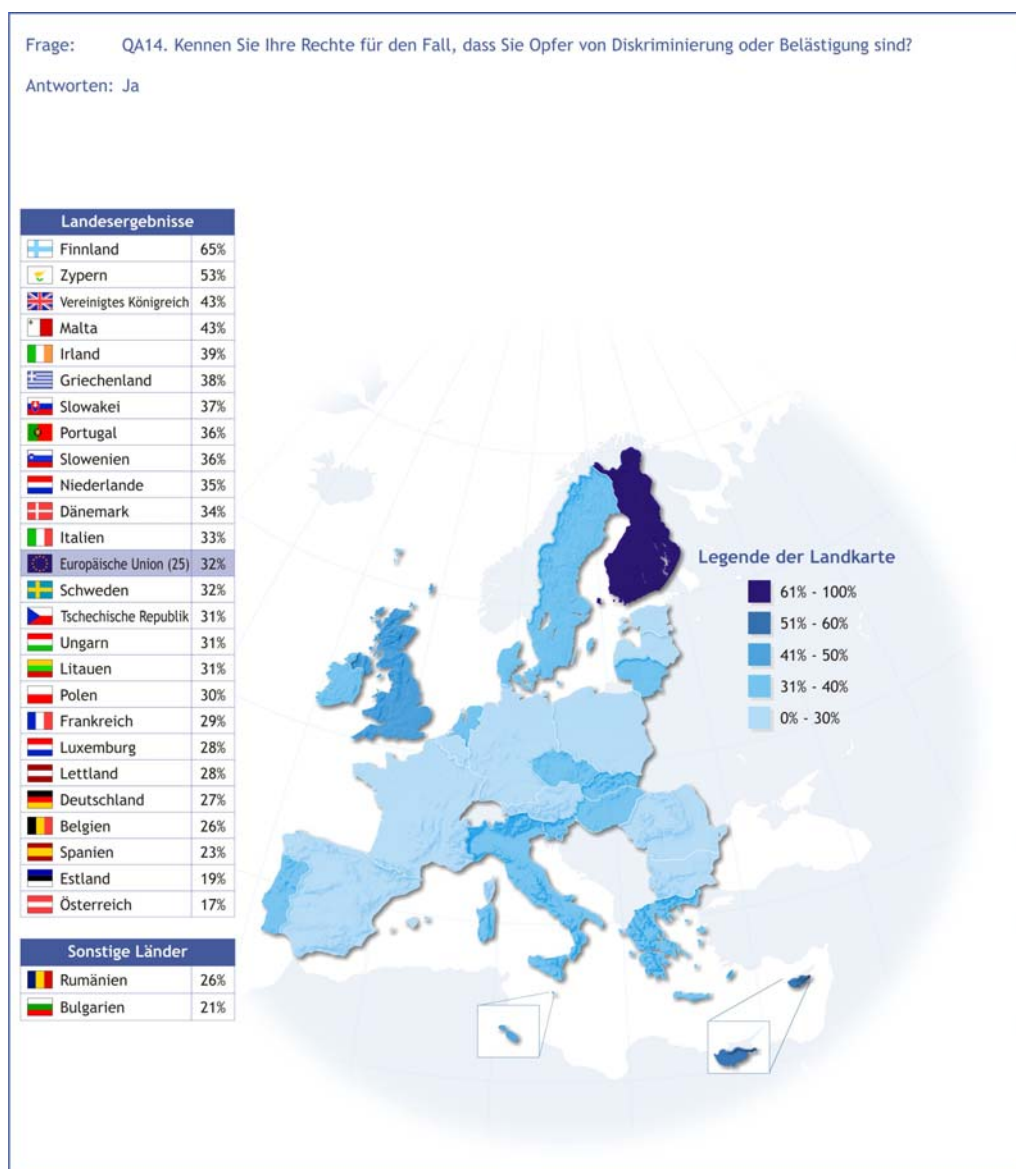 Frage: QA14. Kennen Sie Ihre Rechte für den Fall, dass Sie Opfer von Diskriminierung oder Belästigung sind?
Antworten: Ja
Landesergebnisse
Finnland 65%
Zypern 53%
Vereinigtes Königreich 43%
Malta 43%
Irland 39%
Griechenland 38%
Slowakei 37%
Portugal 36%
Slowenien 36%
Niederlande 35%
Dänemark 34%
Italien 33%
Europäische Union (25) 32%
Schweden 32%
Tschechische Republik 31%
Ungarn 31%
Litauen 31%
Polen 30%
Frankreich 29%
Luxemburg 28%
Lettland 28%
Deutschland 27%
Belgien 26%
Spanien 23%
Estland 19%
Österreich 17%
Sonstige Länder
Rumänien 26%
Bulgarien 21%
Legende der Landkarte
61% - 100%
51% - 60%
41% - 50%
31% - 40%
0% - 30%